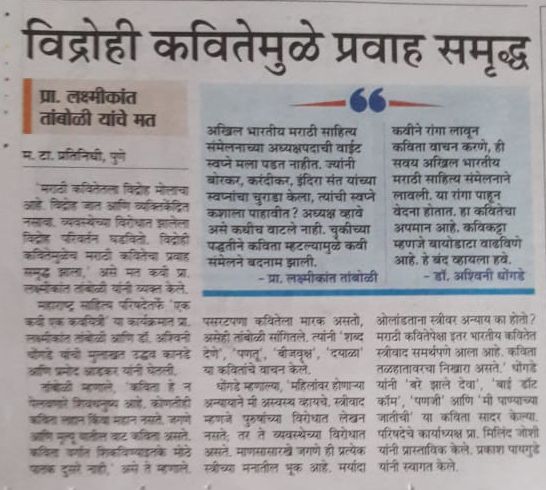 विद्रोही कवितेमुळे प्रवाह समृद्ध
प्रा. लक्ष्मीकांत
तांबोळी यांचे मत
म. टा. प्रतिनिधी, पुणे
'मराठी कवितेतला विद्रोह मोलाचा
आहे. विद्रोह जात आणि व्यक्तिकेंद्रित
नसावा. व्यवस्थेच्या विरोधात झालेला
विद्रोह परिवर्तन घडवितो. विद्रोही
कवितेमुळेच मराठी कवितेचा प्रवाह
समृद्ध झाला,' असे मत कवी प्रा.
लक्ष्मीकांत तांबोळी यांनी व्यक्त केले.
महाराष्ट्र साहित्य परिषदेतर्फे 'एक
कवी एक कवयित्री' या कार्यक्रमात प्रा.
लक्ष्मीकांत तांबोळी आणि डॉ. अश्विनी
धोंगडे यांची मुलाखत उद्धव कानडे
आणि प्रमोद आडकर यांनी घेतली.
तांबोळी म्हणाले, 'कविता हे न
पेलवणारे शिवधनुष्य आहे. कोणतीही
कविता लहान किंवा महान नसते. जगणे
आणि मृत्यू यातील वाट कविता असते.
कविता वर्गात शिकविण्याइतके मोठे
पातक दुसरे नाही,' असे ते म्हणाले.
अखिल भारतीय मराठी साहित्य
संमेलनाच्या अध्यक्षपदाची वाईट
स्वप्ने मला पडत नाहीत. ज्यांनी
बोरकर, करंदीकर, इंदिरा संत यांच्या
स्वप्नांचा चुराडा केला, त्यांची स्वप्ने
कशाला पाहावीत? अध्यक्ष व्हावे
असे कधीच वाटले नाही. चुकीच्या
पद्धतीने कविता म्हटल्यामुळे कवी
संमेलने बदनाम झाली.
- प्रा. लक्ष्मीकांत तांबोळी
कवीने रांगा लावून
कविता वाचन करणे, ही
सवय अखिल भारतीय
मराठी साहित्य संमेलनाने
लावली. या रांगा पाहून
वेदना होतात. हा कवितेचा
अपमान आहे. कविकट्टा
म्हणजे बायोडाटा वाढविणे
आहे. हे बंद व्हायला हवे.
- डॉ. अश्विनी धोंगडे
पसरटपणा कवितेला मारक असतो,
असेही तांबोळी सांगितले. त्यांनी 'शब्द
देणे', 'पणतू', 'बीजवृक्ष', 'दयाळा'
या कवितांचे वाचन केले.
धोंगडे म्हणाल्या, 'महिलांवर होणाऱ्या
अन्यायाने मी अस्वस्थ व्हायचे. स्त्रीवाद
म्हणजे पुरुषांच्या विरोधात लेखन
नसते; तर ते व्यवस्थेच्या विरोधात
असते. माणसासारखे जगणे ही प्रत्येक
स्त्रीच्या मनातील भूक आहे. मर्यादा
ओलांडताना स्त्रीवर अन्याय का होतो?
मराठी कवितेपेक्षा इतर भारतीय कवितेत
स्त्रीवाद समर्थपणे आला आहे. कविता
तळहातावरचा निखारा असते.' धोंगडे
यांनी 'बरे झाले देवा', 'बाई डॉट
कॉम', 'पणजी' आणि 'मी पाण्याच्या
जातीची' या कविता सादर केल्या.
परिषदेचे कार्याध्यक्ष प्रा. मिलिंद जोशी
यांनी प्रास्ताविक केले. प्रकाश पायगुडे
यांनी स्वागत केले.